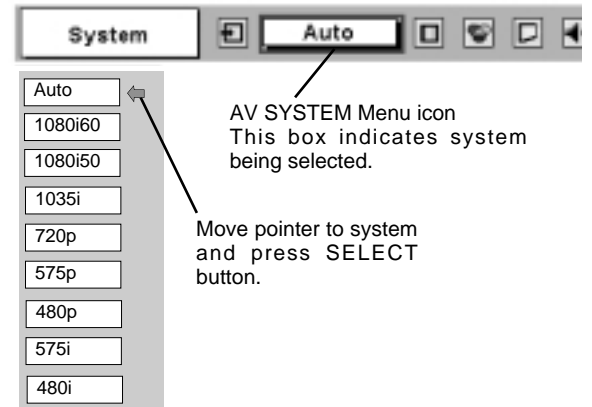 System
Auto
Auto
1080i60
1080i50
1035i
720p
575p
480p
575i
480i
AV SYSTEM Menu icon
This box indicates system
being selected.
Move pointer to system
and press SELECT
button.